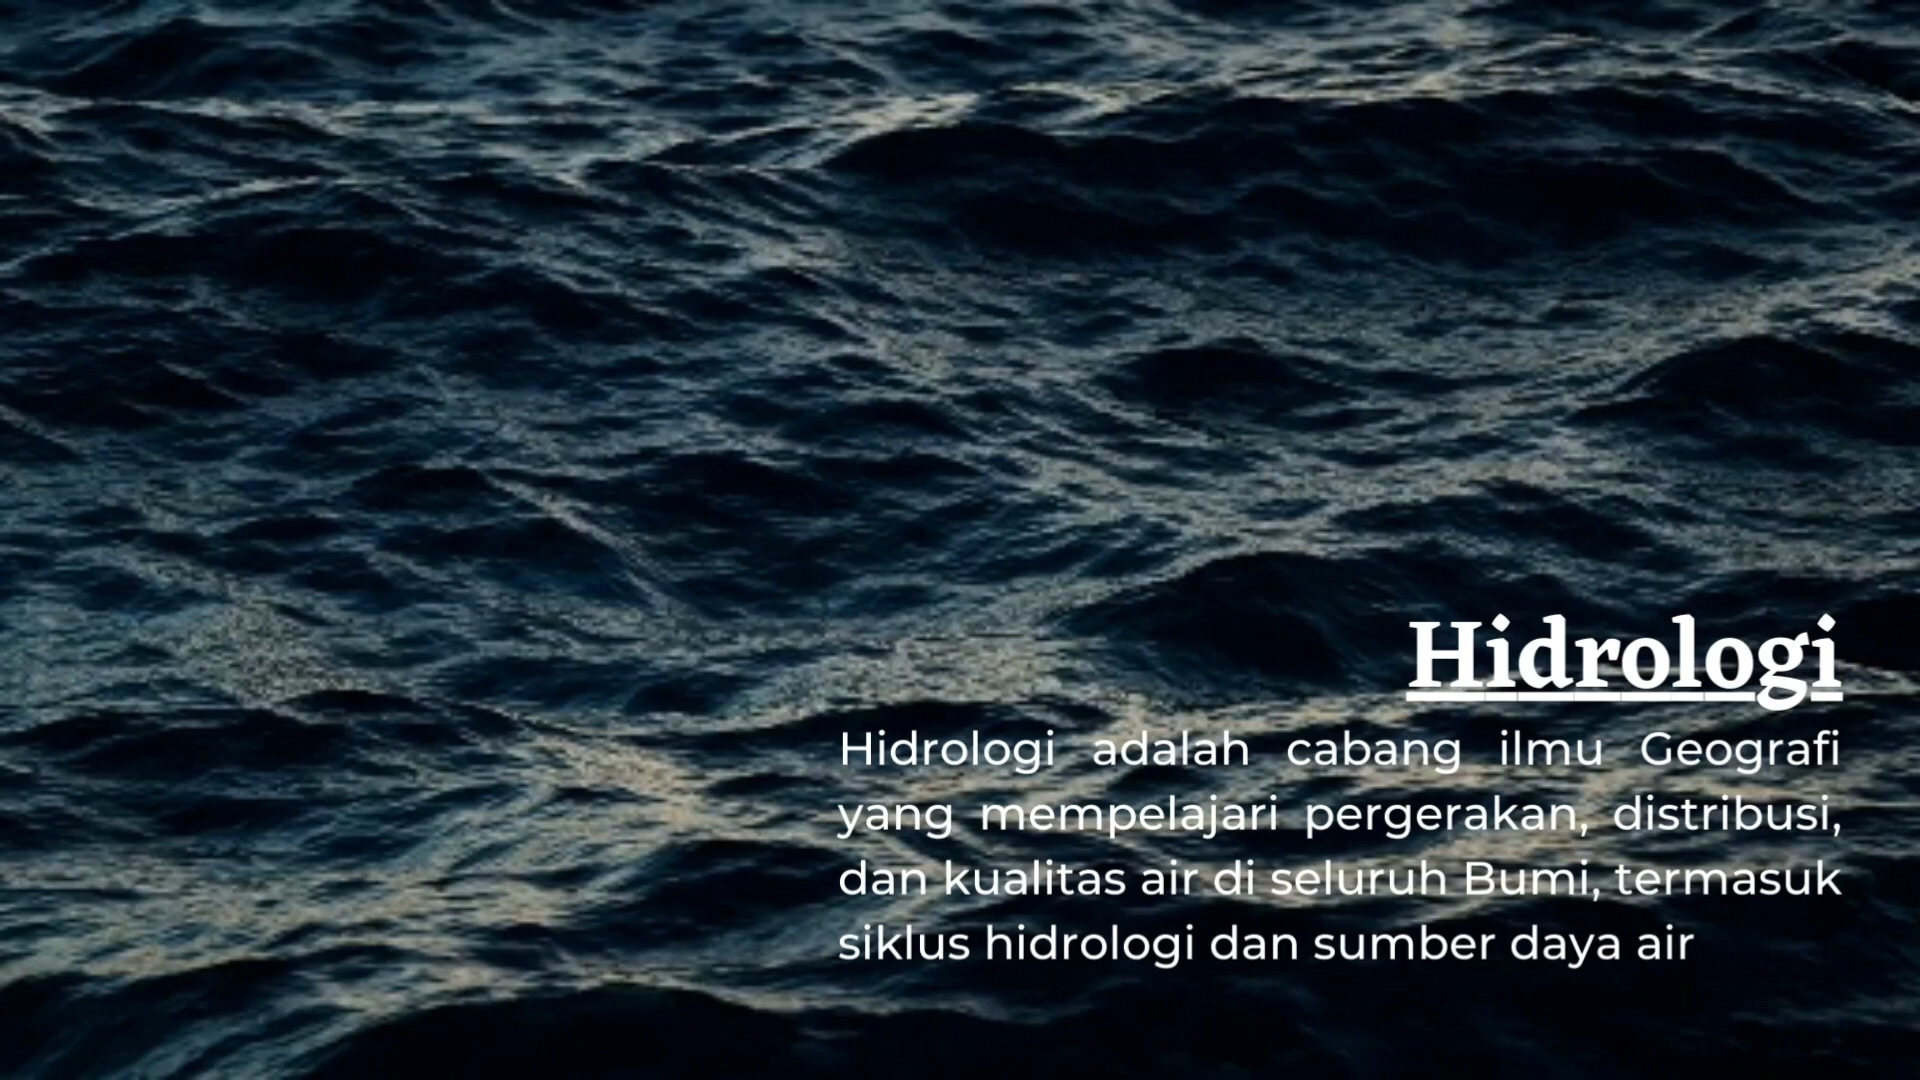 Hidrologi
Hidrologi adalah cabang ilmu Geografi
yang mempelajari pergerakan, distribusi,
dan kualitas air di seluruh Bumi, termasuk
siklus hidrologi dan sumber daya air